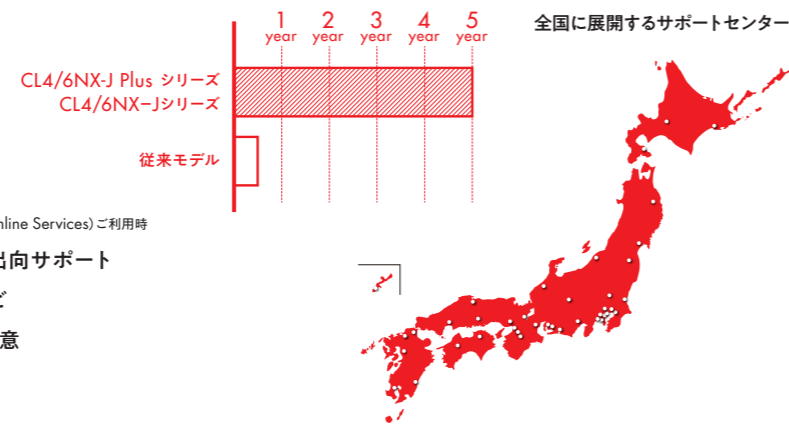 1 2 3 4 5
year year year year year
全国に展開するサポートセンター
CL4/6NX-J Plus シリーズ
CL4/6NX-Jシリーズ
従来モデル
nline Services)ご利用時
出向サポート
ど
意